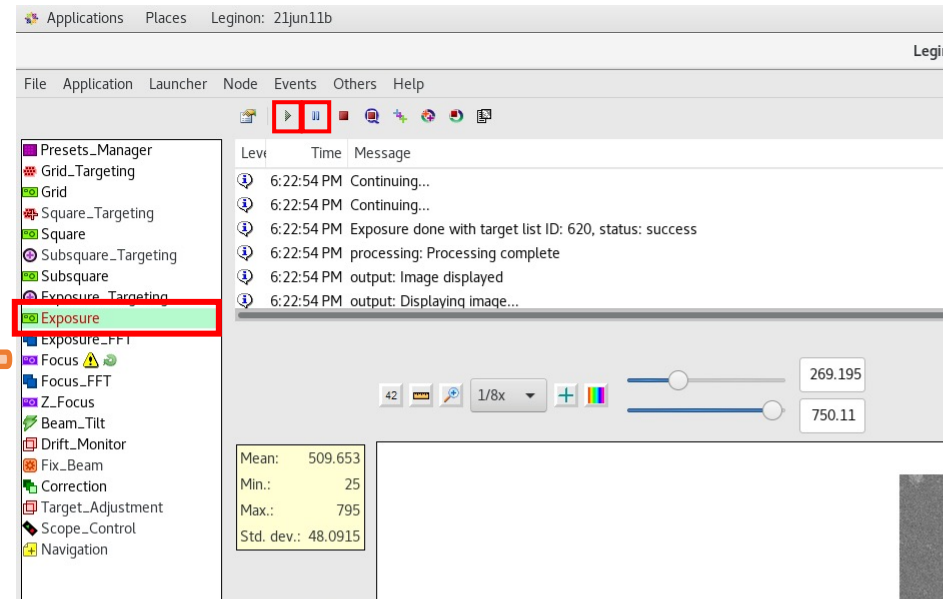 Applications Places Leginon: 21jun11b
Legi
File Application Launcher Node Events Others Help
Presets_Manager
Grid_Targeting
Grid
Square_Targeting
Square
Subsquare_Targeting
Subsquare
Exposure_Targeting
Exposure
Exposure_FFT
Focus
Focus_FFT
Z_Focus
Beam_Tilt
Drift_Monitor
Fix_Beam
Correction
Target_Adjustment
Scope_Control
Navigation
Leve Time Message
6:22:54 PM Continuing...
6:22:54 PM Continuing...
6:22:54 PM Exposure done with target list ID: 620, status: success
6:22:54 PM processing: Processing complete
6:22:54 PM output: Image displayed
6:22:54 PM output: Displaying image...
269.195
42 1/8x
750.11
Mean: 509.653
Min.: 25
Max.: 795
Std. dev.: 48.0915